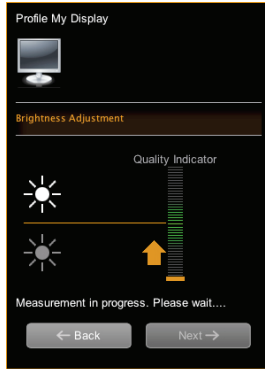 Profile My Display
Brightness Adjustment
Quality Indicator
Measurement in progress. Please wait....
← Back
Next →